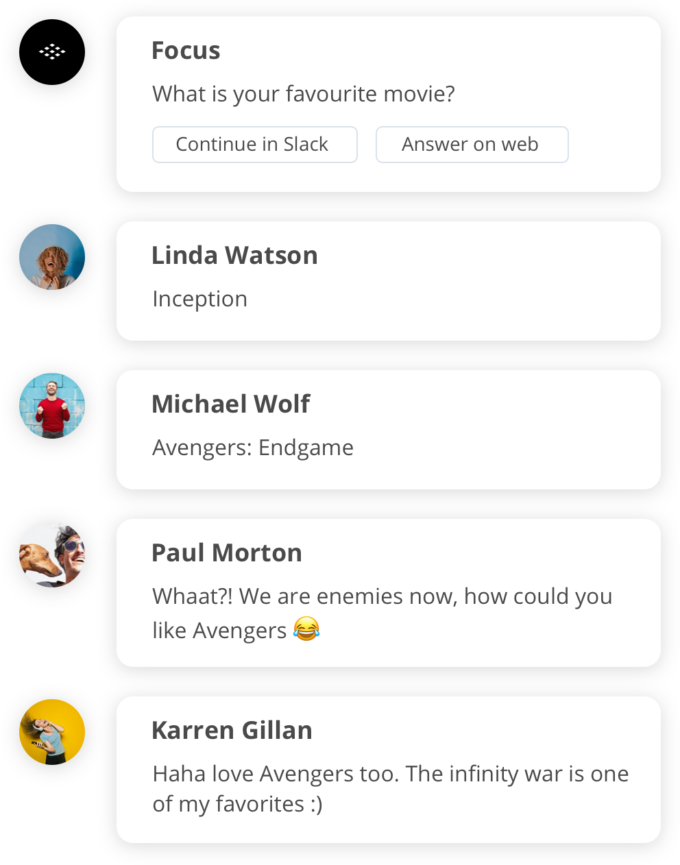 Focus
What is your favourite movie?
Continue in Slack
Answer on web
Linda Watson
Inception
Michael Wolf
Avengers: Endgame
Paul Morton
Whaat?! We are enemies now, how could you
like Avengers 😂
Karren Gillan
Haha love Avengers too. The infinity war is one
of my favorites :)